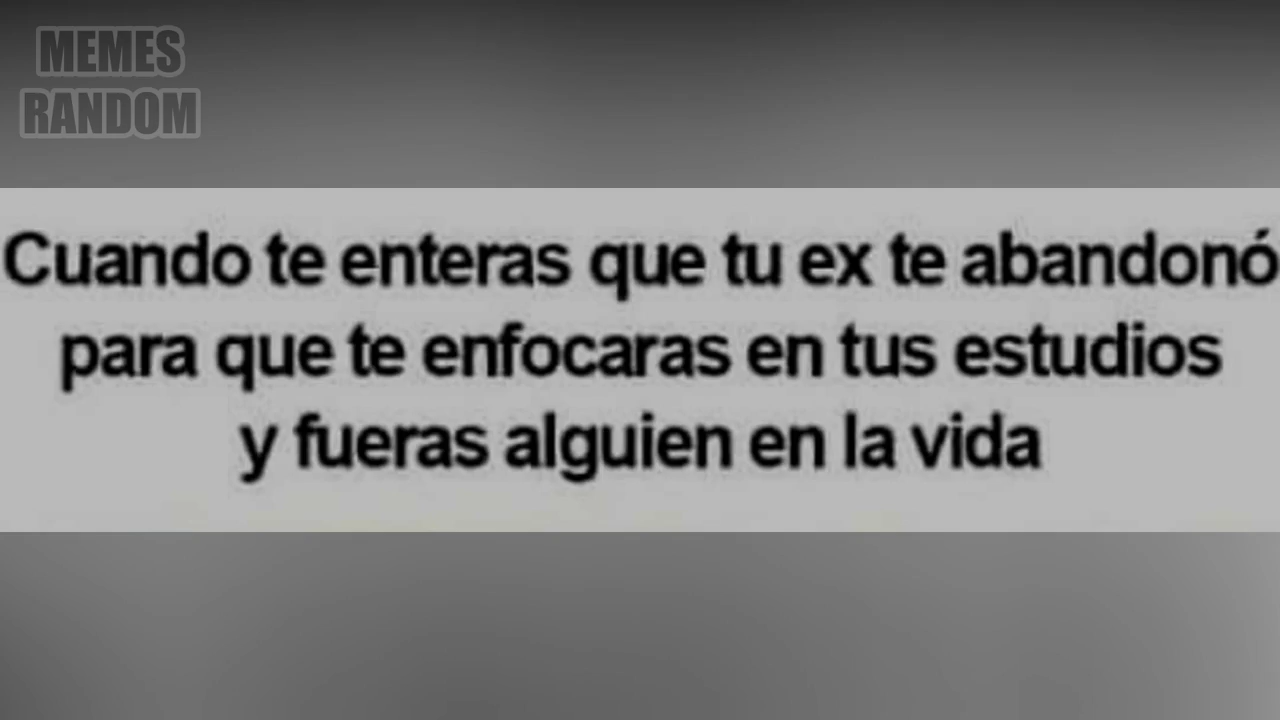 MEMES
RANDOM
Cuando te enteras que tu ex te abandonó
para que te enfocaras en tus estudios
y fueras alguien en la vida